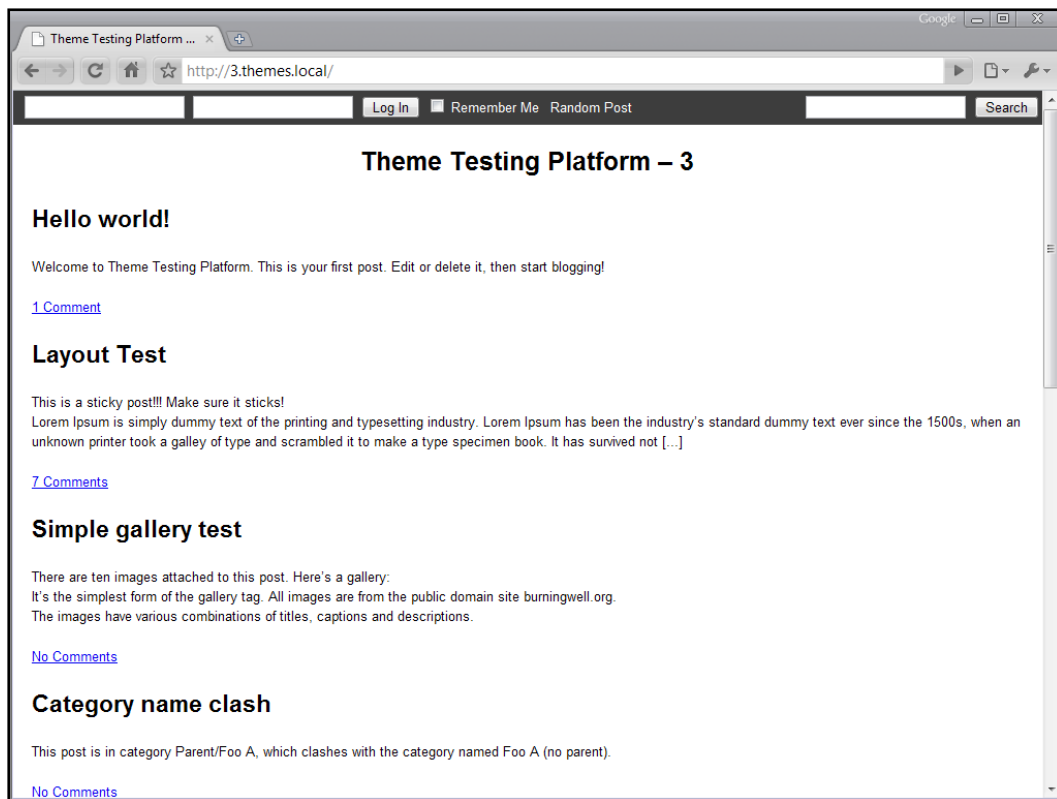 Google
Theme Testing Platform ...
http://3.themes.local/
Log In Remember Me Random Post Search
Theme Testing Platform – 3
Hello world!
Welcome to Theme Testing Platform. This is your first post. Edit or delete it, then start blogging!
1 Comment
Layout Test
This is a sticky post!!! Make sure it sticks!
Lorem Ipsum is simply dummy text of the printing and typesetting industry. Lorem Ipsum has been the industry’s standard dummy text ever since the 1500s, when an
unknown printer took a galley of type and scrambled it to make a type specimen book. It has survived not [...]
7 Comments
Simple gallery test
There are ten images attached to this post. Here’s a gallery:
It’s the simplest form of the gallery tag. All images are from the public domain site burningwell.org.
The images have various combinations of titles, captions and descriptions.
No Comments
Category name clash
This post is in category Parent/Foo A, which clashes with the category named Foo A (no parent).
No Comments